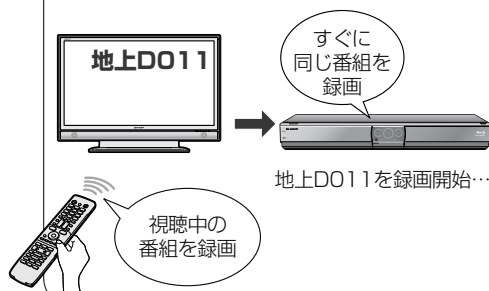 地上D011
すぐに
同じ番組を
録画
地上D011を録画開始…
視聴中の
番組を録画